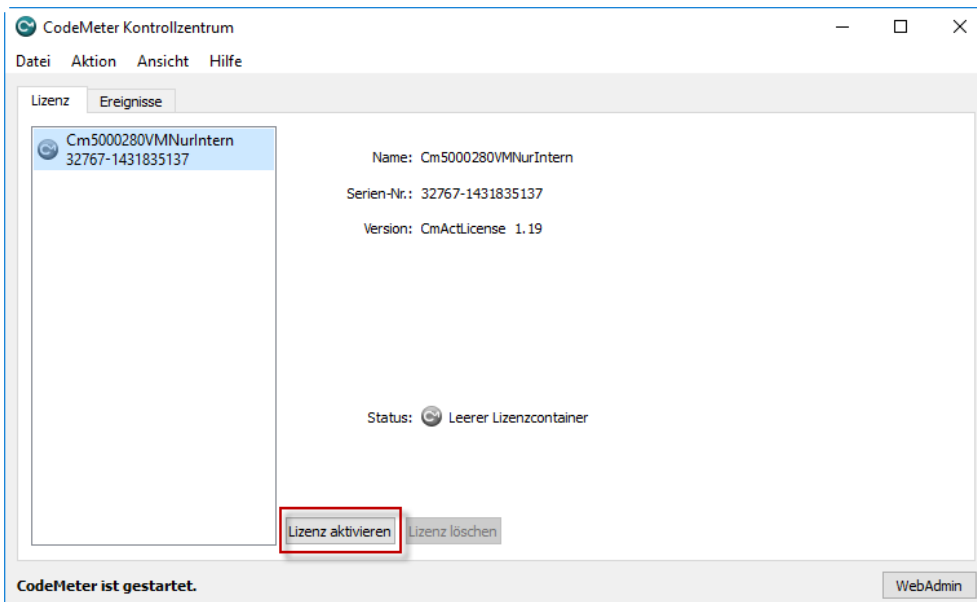 CodeMeter Kontrollzentrum
Datei Aktion Ansicht Hilfe
Lizenz Ereignisse
Cm5000280VMNurIntern
32767-1431835137
Name: Cm5000280VMNurIntern
Serien-Nr.: 32767-1431835137
Version: CmActLicense 1.19
Status: Leerer Lizenzcontainer
Lizenz aktivieren Lizenz löschen
CodeMeter ist gestartet. WebAdmin